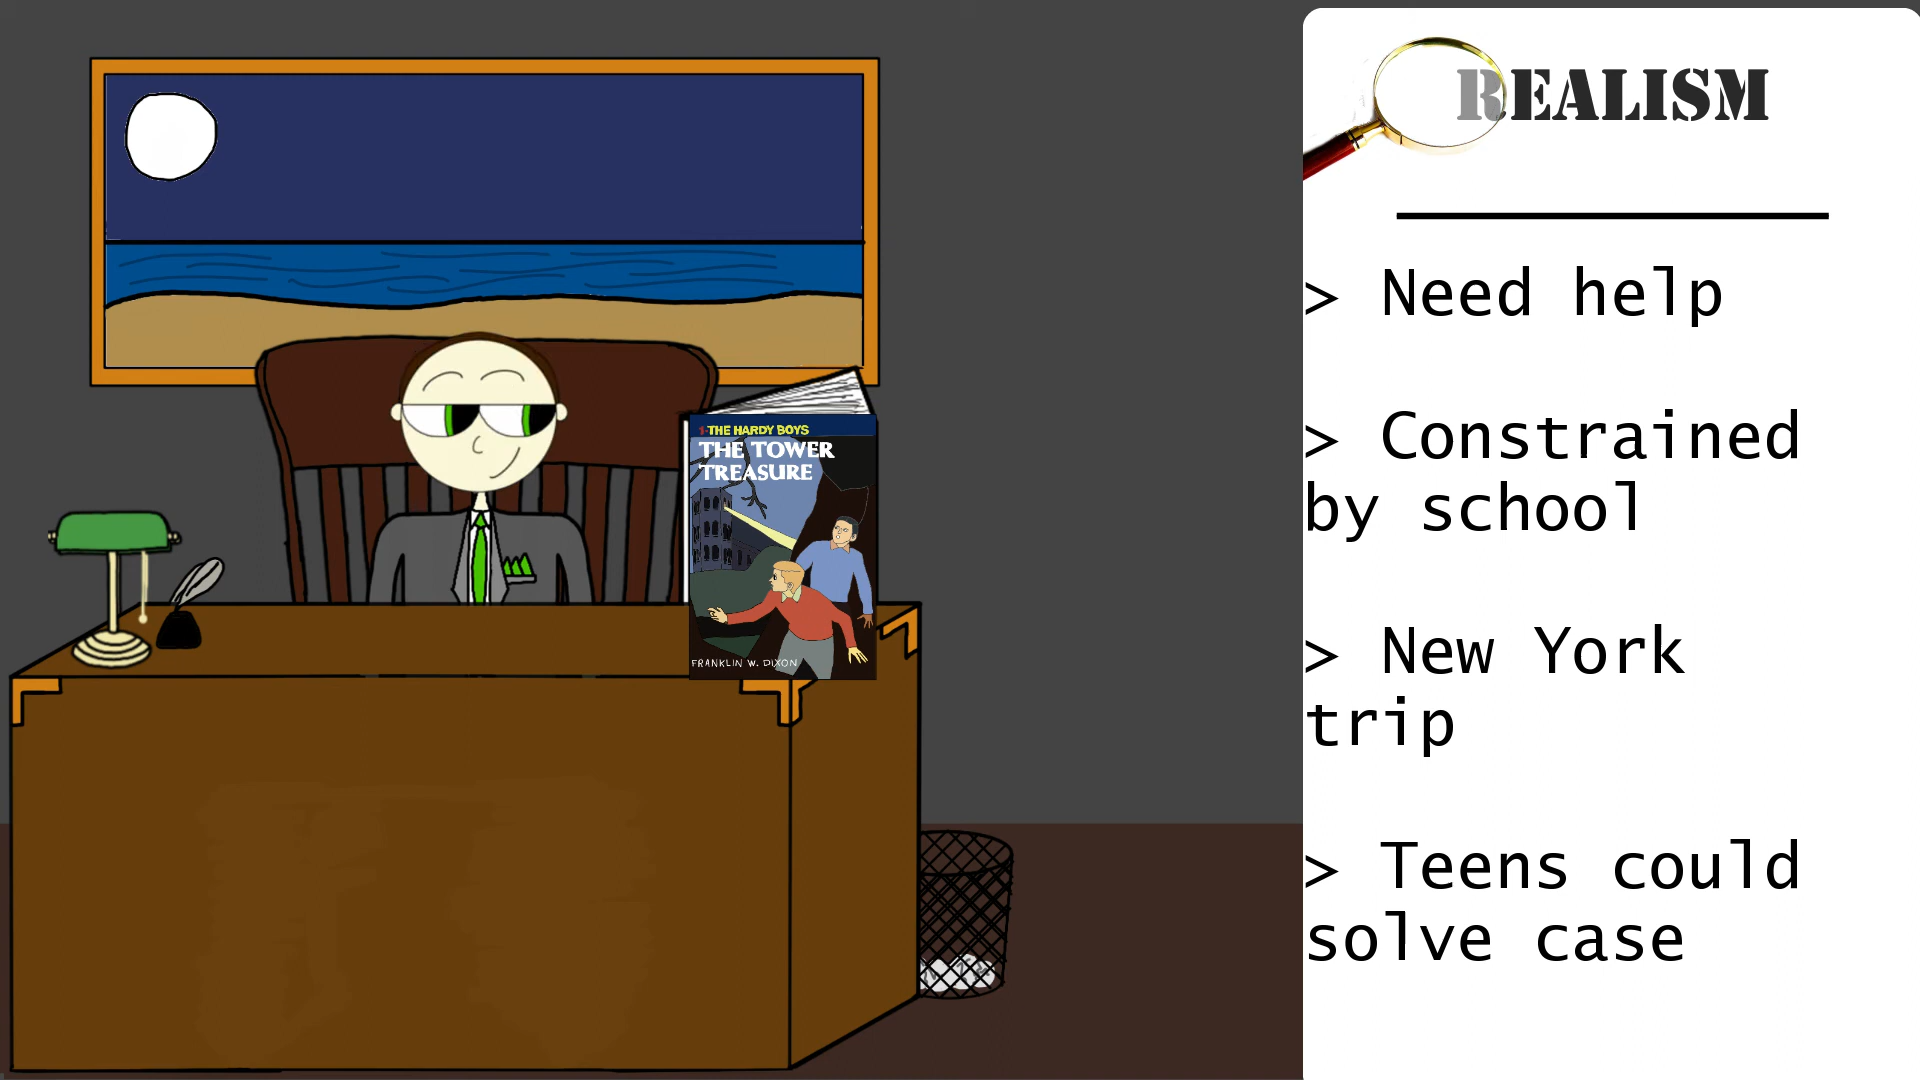 1-THE HARDY BOYS
THE TOWER
TREASURE
FRANKLIN W. DIXON
REALISM
> Need help
> Constrained
by school
> New York
trip
> Teens could
solve case